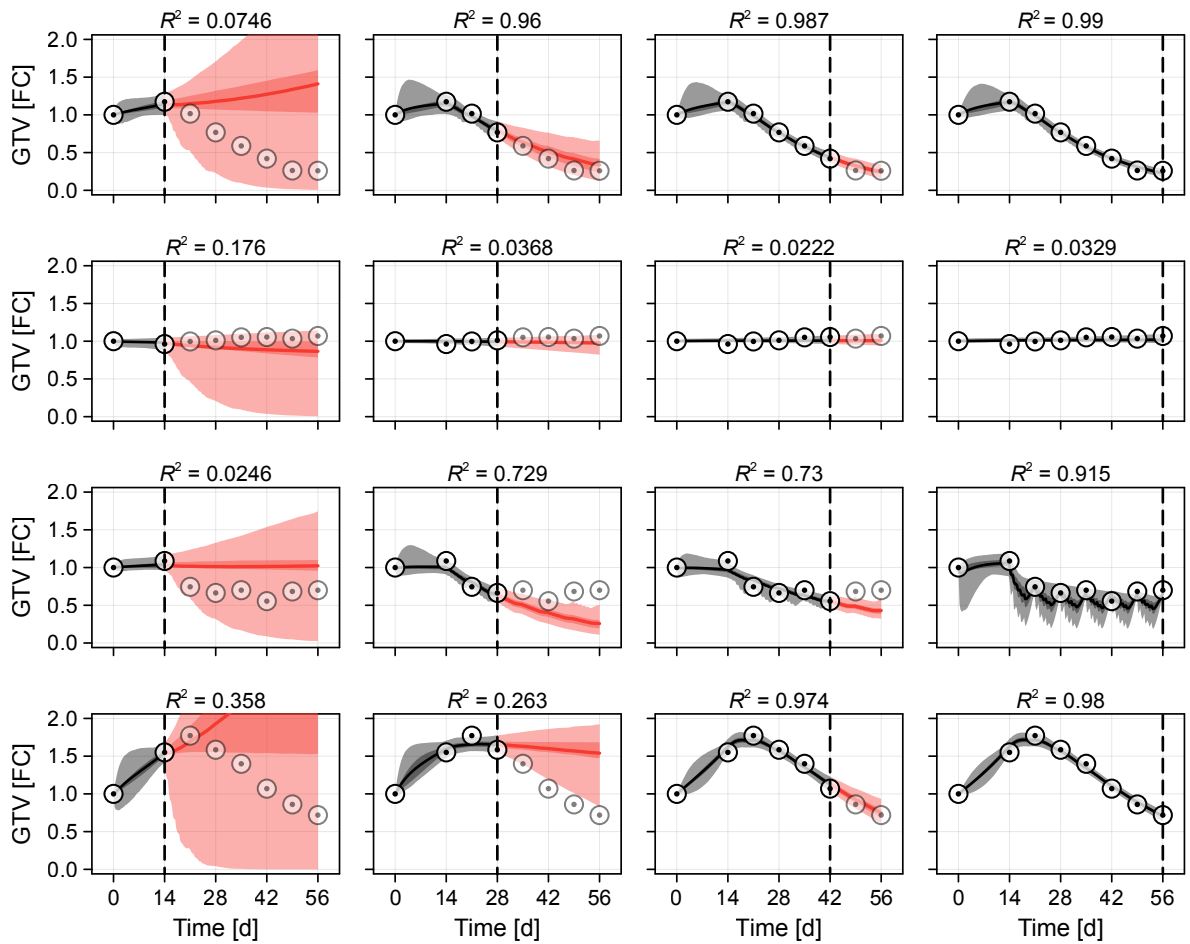 R² = 0.0746 R² = 0.96 R² = 0.987 R² = 0.99
2.0
1.5
1.0
0.5
0.0
GTV [FC]
R² = 0.176 R² = 0.0368 R² = 0.0222 R² = 0.0329
2.0
1.5
1.0
0.5
0.0
GTV [FC]
R² = 0.0246 R² = 0.729 R² = 0.73 R² = 0.915
2.0
1.5
1.0
0.5
0.0
GTV [FC]
R² = 0.358 R² = 0.263 R² = 0.974 R² = 0.98
2.0
1.5
1.0
0.5
0.0
GTV [FC]
0 14 28 42 56 0 14 28 42 56 0 14 28 42 56 0 14 28 42 56
Time [d] Time [d] Time [d] Time [d]